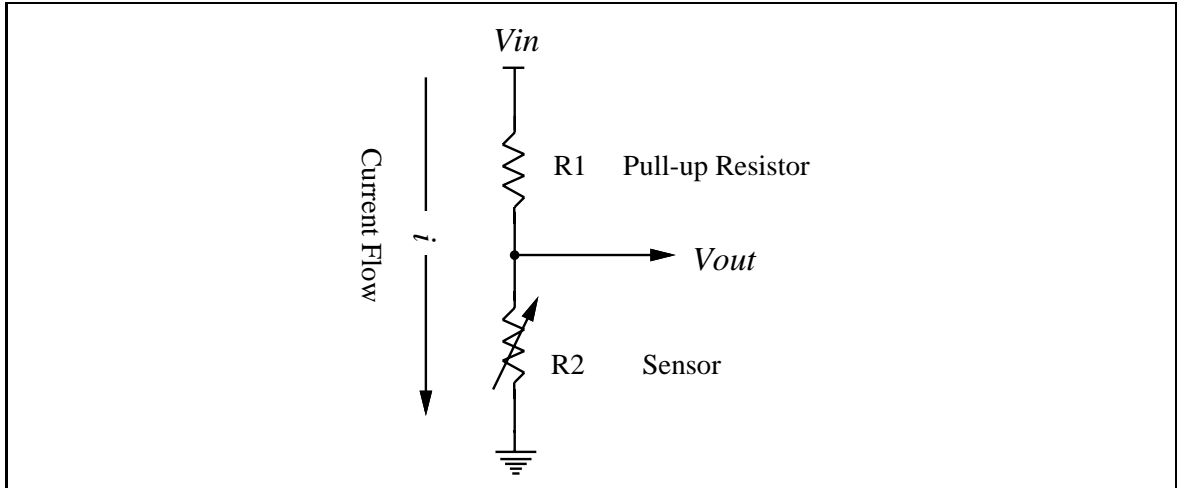 Vin
R1 Pull-up Resistor
Current Flow
i
Vout
R2 Sensor